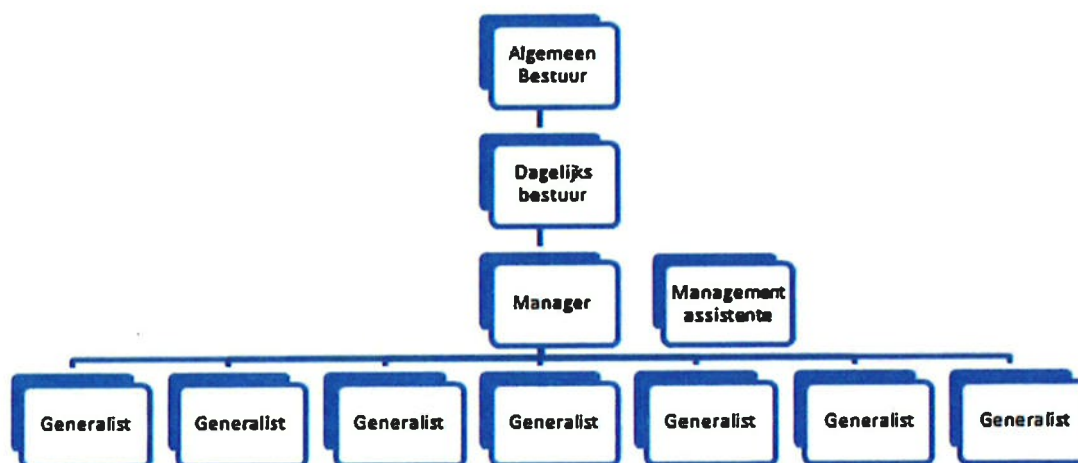 Algemeen
Bestuur
Dagelijks
bestuur
Manager
Management
assistente
Generalist
Generalist
Generalist
Generalist
Generalist
Generalist
Generalist